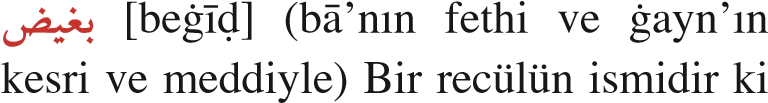 بغيض [beġīḍ] (bā’nın fethi ve ġayn’ın
kesri ve meddiyle) Bir recülün ismidir ki